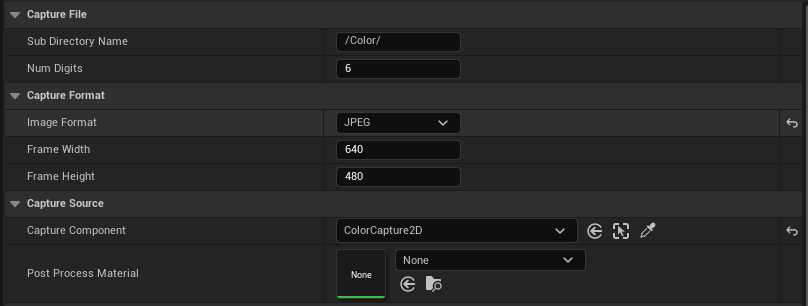 Capture File
Sub Directory Name /Color/
Num Digits 6
Capture Format
Image Format JPEG
Frame Width 640
Frame Height 480
Capture Source
Capture Component ColorCapture2D
Post Process Material None None